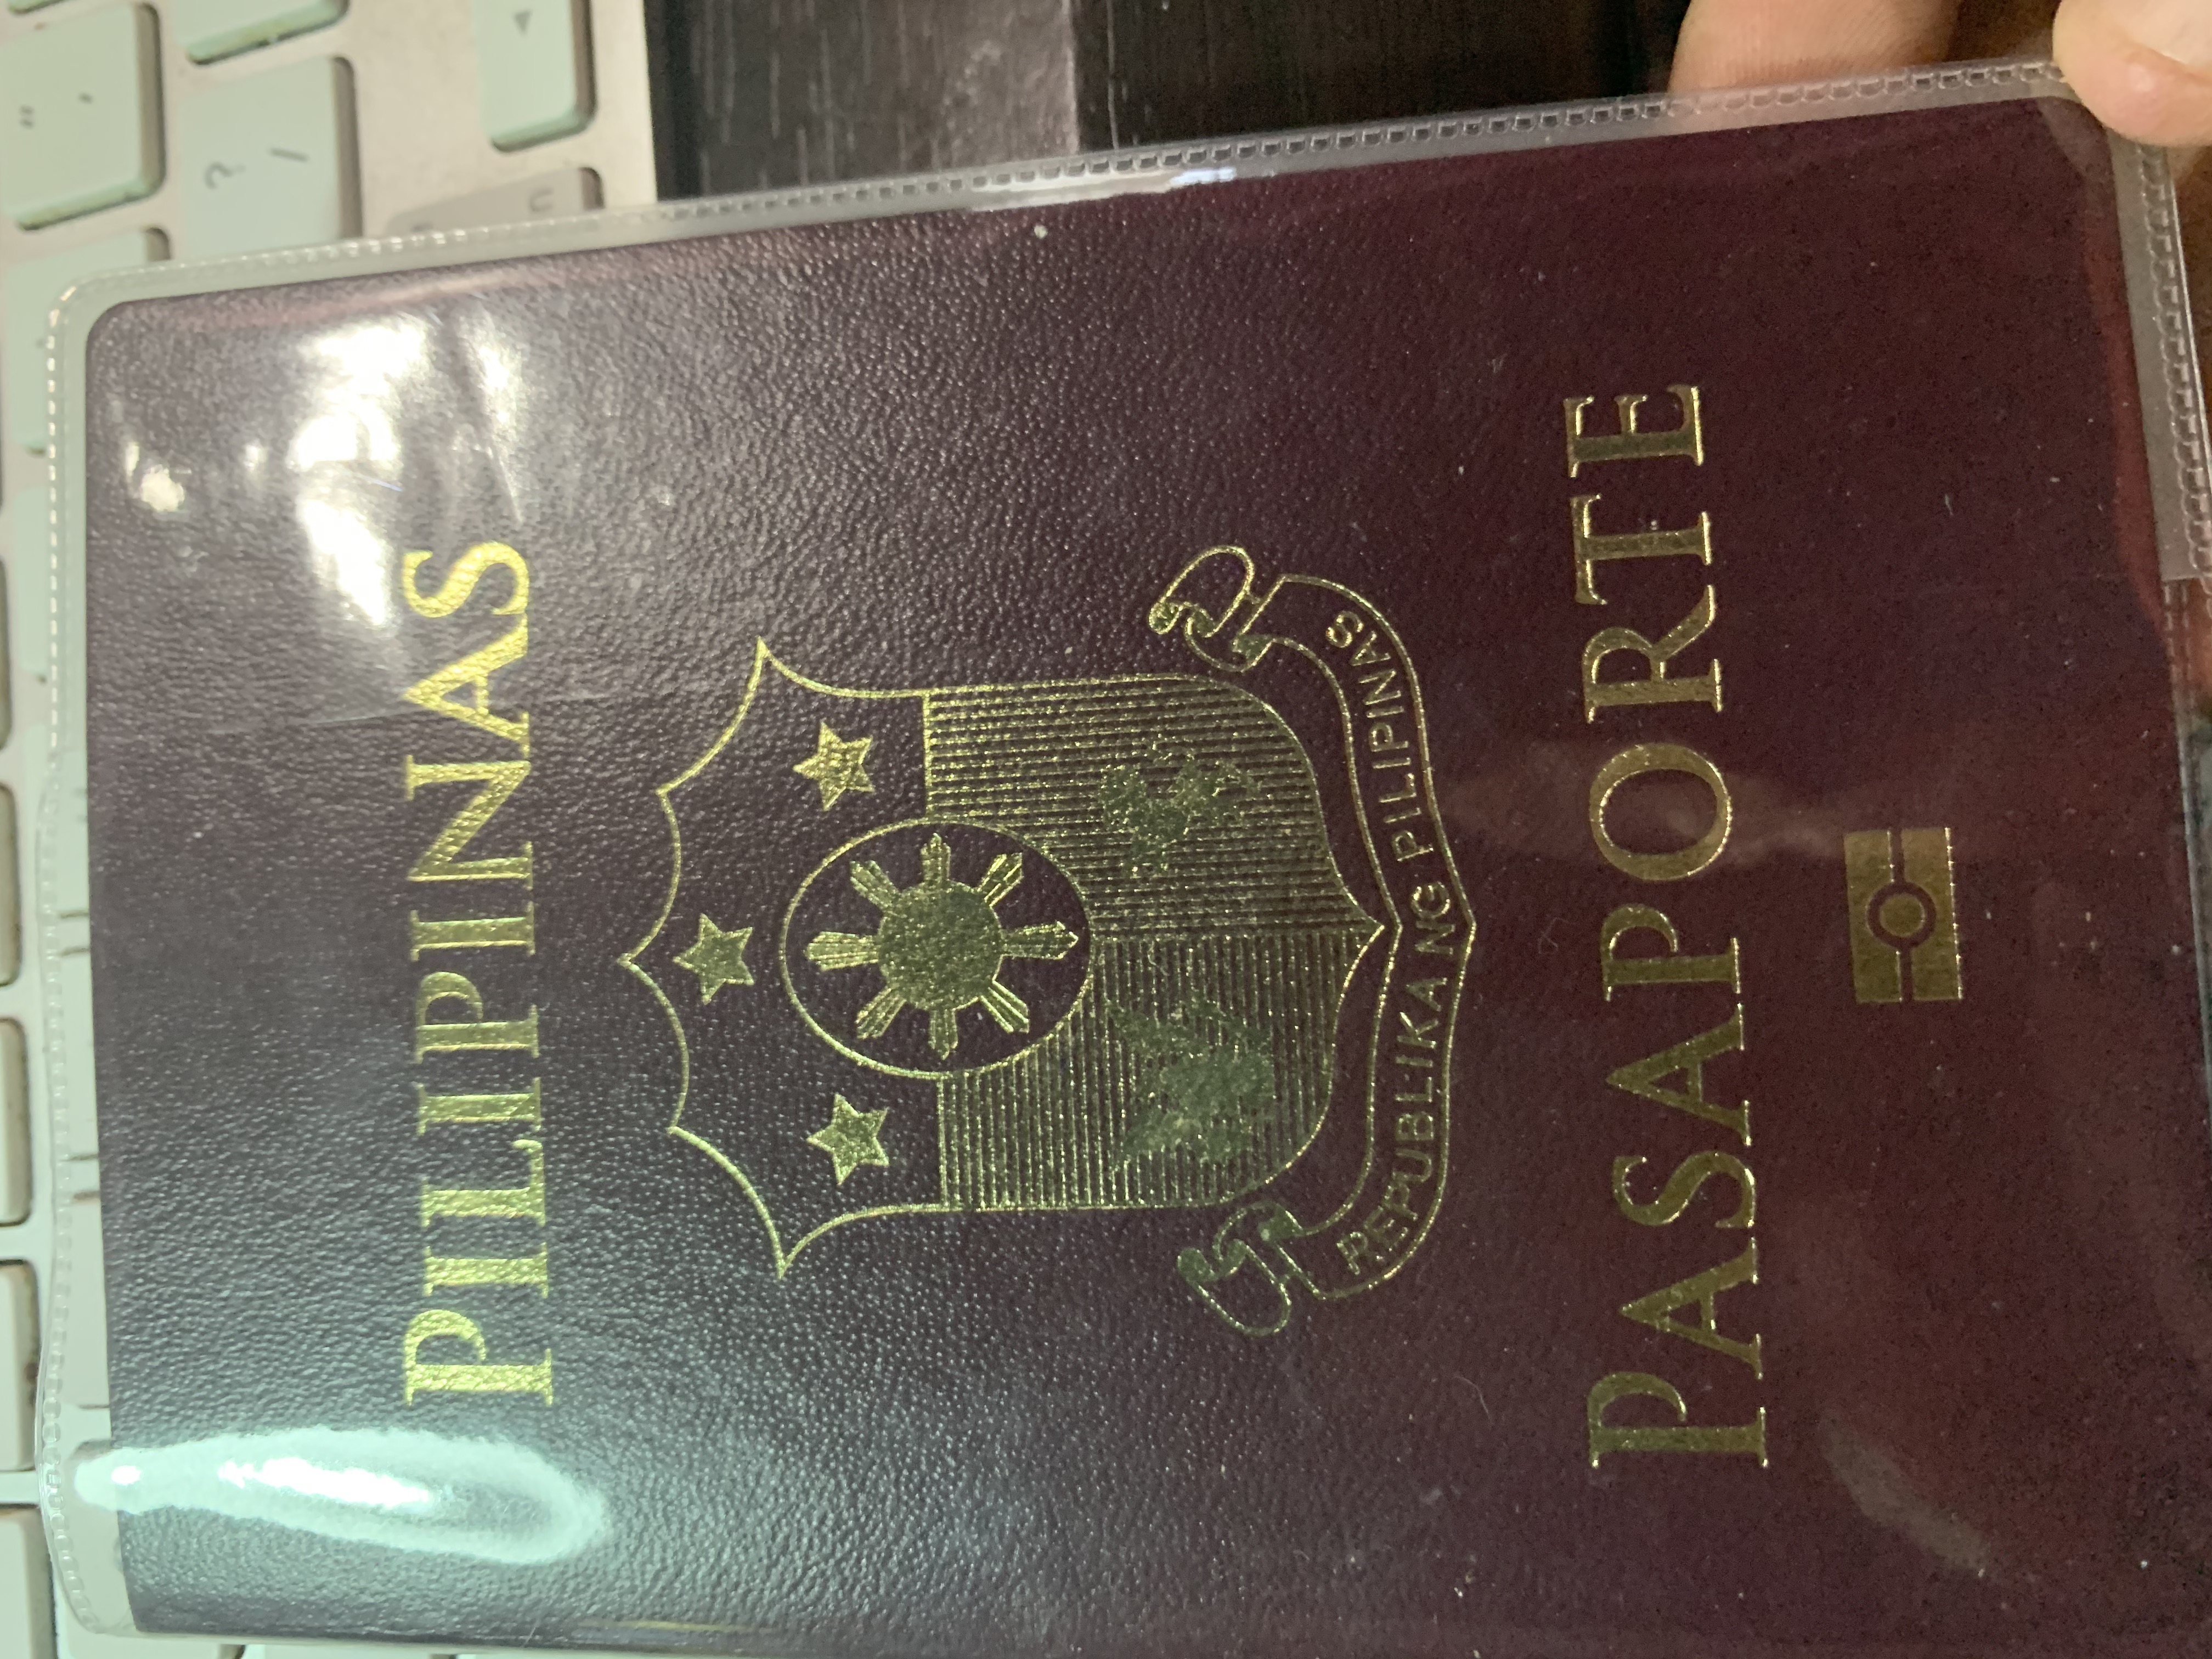 "
'
?
/
PILIPINAS
REPUBLIKA NG PILIPINAS
PASAPORTE